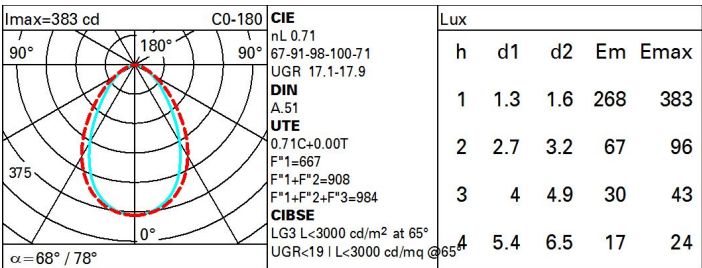 Imax=383 cd C0-180
90° 180° 90°
375
0°
α=68° / 78°
CIE
nL 0.71
67-91-98-100-71
UGR 17.1-17.9
DIN
A.51
UTE
0.71C+0.00T
F"1=667
F"1+F"2=908
F"1+F"2+F"3=984
CIBSE
LG3 L<3000 cd/m² at 65°
UGR<19 | L<3000 cd/mq @65°
Lux
h d1 d2 Em Emax
1 1.3 1.6 268 383
2 2.7 3.2 67 96
3 4 4.9 30 43
4 5.4 6.5 17 24